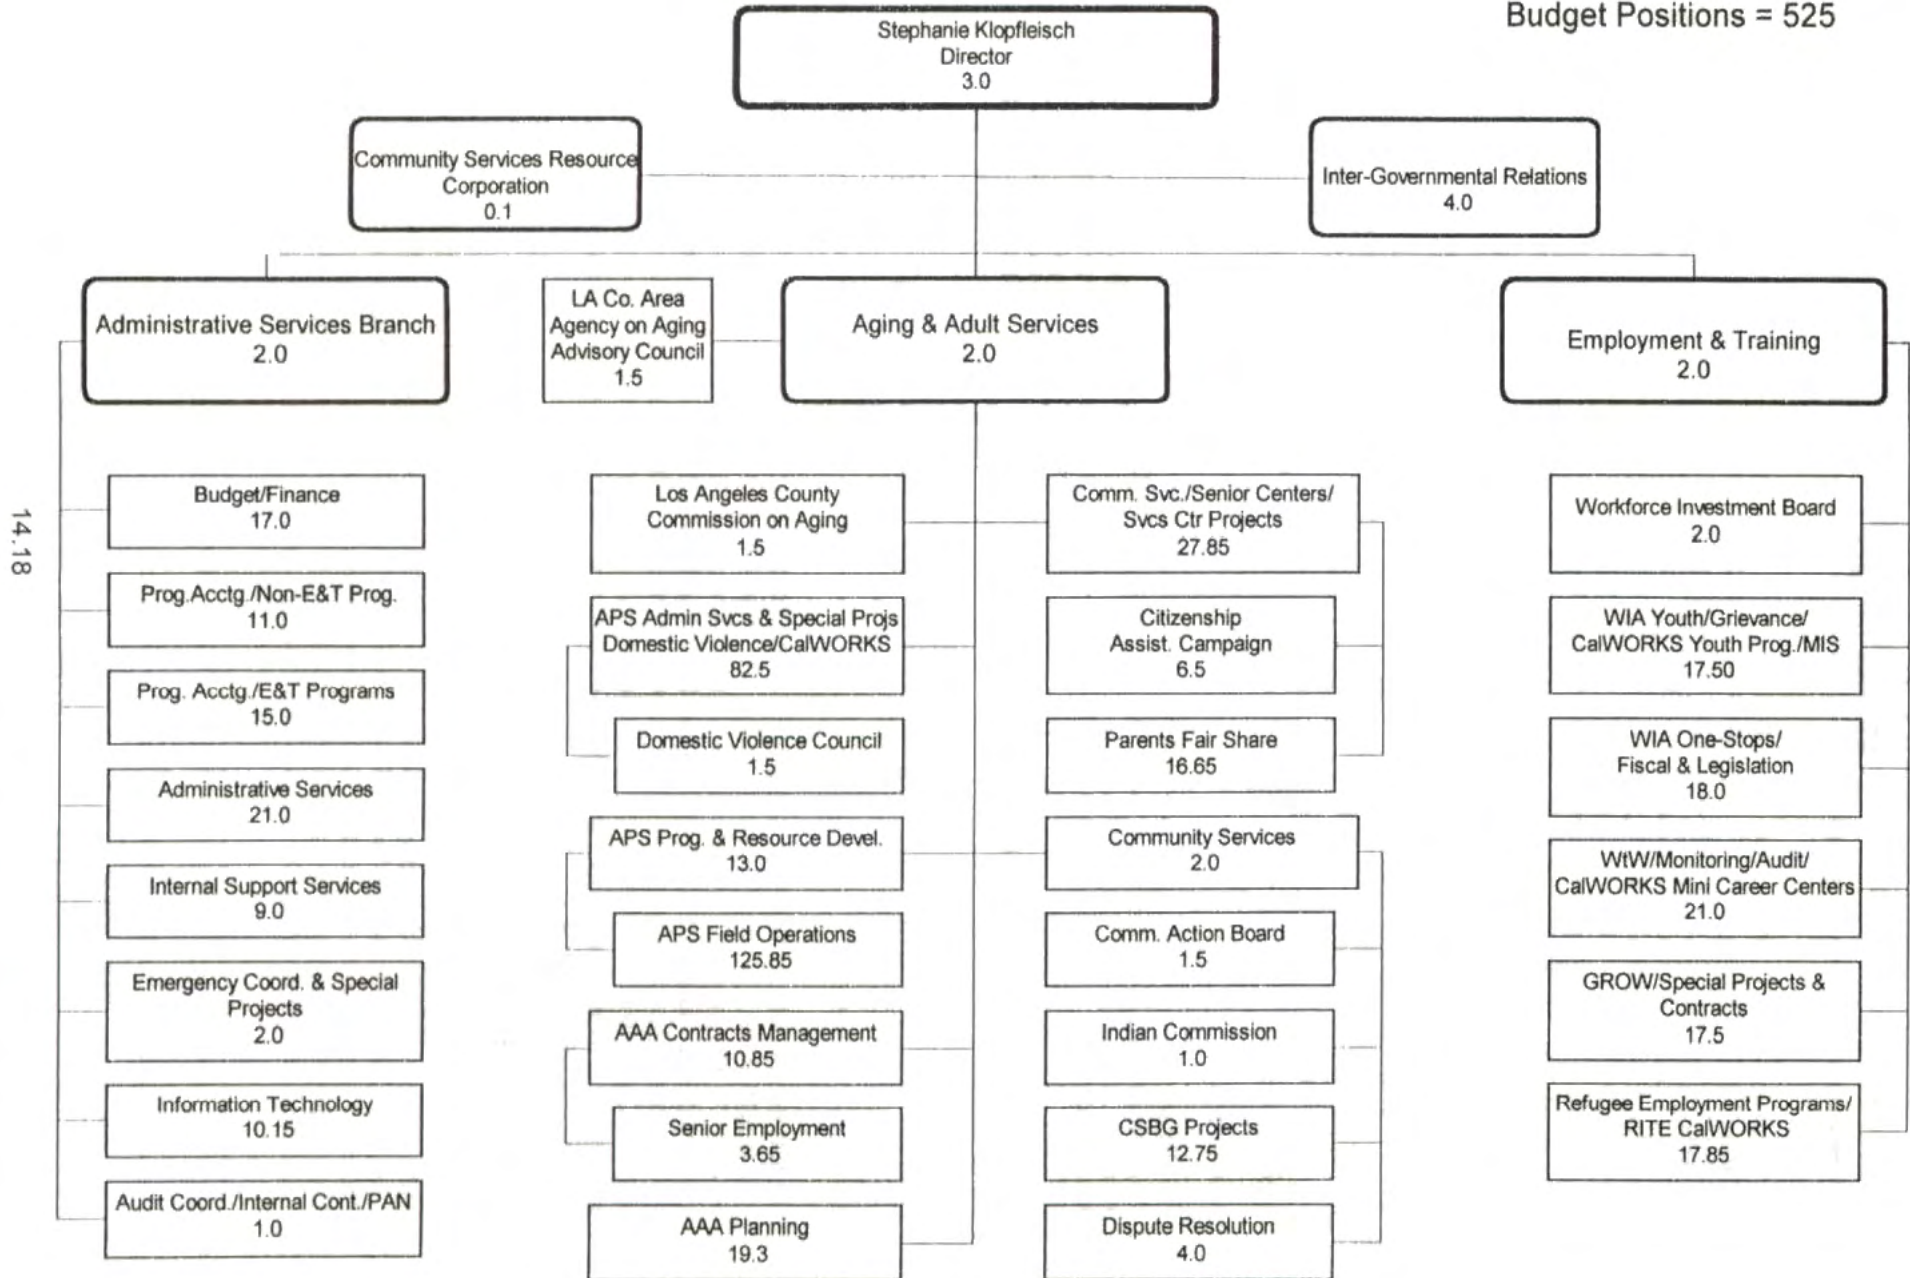 Budget Positions = 525
Stephanie Klopfleisch
Director
3.0
Community Services Resource
Corporation
0.1
Inter-Governmental Relations
4.0
Administrative Services Branch
2.0
LA Co. Area
Agency on Aging
Advisory Council
1.5
Aging & Adult Services
2.0
Employment & Training
2.0
Budget/Finance
17.0
Prog.Acctg./Non-E&T Prog.
11.0
Prog. Acctg./E&T Programs
15.0
Administrative Services
21.0
Internal Support Services
9.0
Emergency Coord. & Special
Projects
2.0
Information Technology
10.15
Audit Coord./Internal Cont./PAN
1.0
Los Angeles County
Commission on Aging
1.5
APS Admin Svcs & Special Projs
Domestic Violence/CalWORKS
82.5
Domestic Violence Council
1.5
APS Prog. & Resource Devel.
13.0
APS Field Operations
125.85
AAA Contracts Management
10.85
Senior Employment
3.65
AAA Planning
19.3
Comm. Svc./Senior Centers/
Svcs Ctr Projects
27.85
Citizenship
Assist. Campaign
6.5
Parents Fair Share
16.65
Community Services
2.0
Comm. Action Board
1.5
Indian Commission
1.0
CSBG Projects
12.75
Dispute Resolution
4.0
Workforce Investment Board
2.0
WIA Youth/Grievance/
CalWORKS Youth Prog./MIS
17.50
WIA One-Stops/
Fiscal & Legislation
18.0
WtW/Monitoring/Audit/
CalWORKS Mini Career Centers
21.0
GROW/Special Projects &
Contracts
17.5
Refugee Employment Programs/
RITE CalWORKS
17.85
14.18